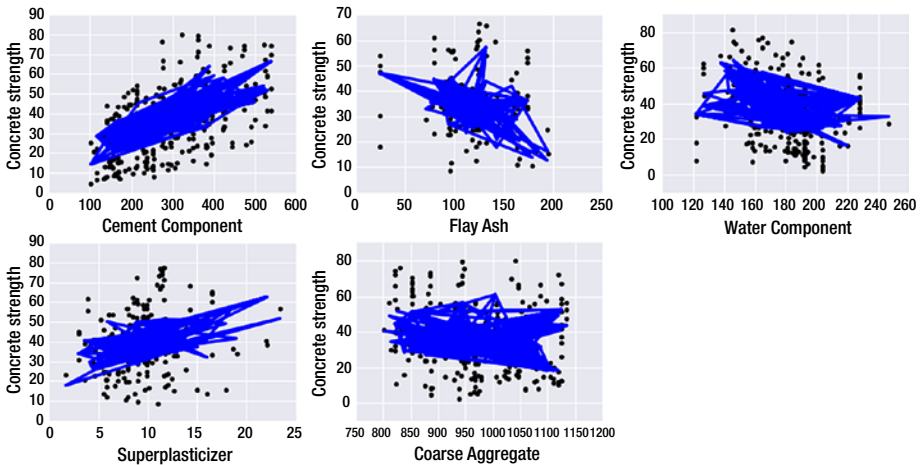 Concrete strength
90
80
70
60
50
40
30
20
10
0
0 100 200 300 400 500 600
Cement Component
Concrete strength
70
60
50
40
30
20
10
0
0 50 100 150 200 250
Flay Ash
Concrete strength
80
60
40
20
0
100 120 140 160 180 200 220 240 260
Water Component
Concrete strength
90
80
70
60
50
40
30
20
10
0
0 5 10 15 20 25
Superplasticizer
Concrete strength
80
60
40
20
0
750 850 900 950 1000 1050 1100 1150 1200
Coarse Aggregate